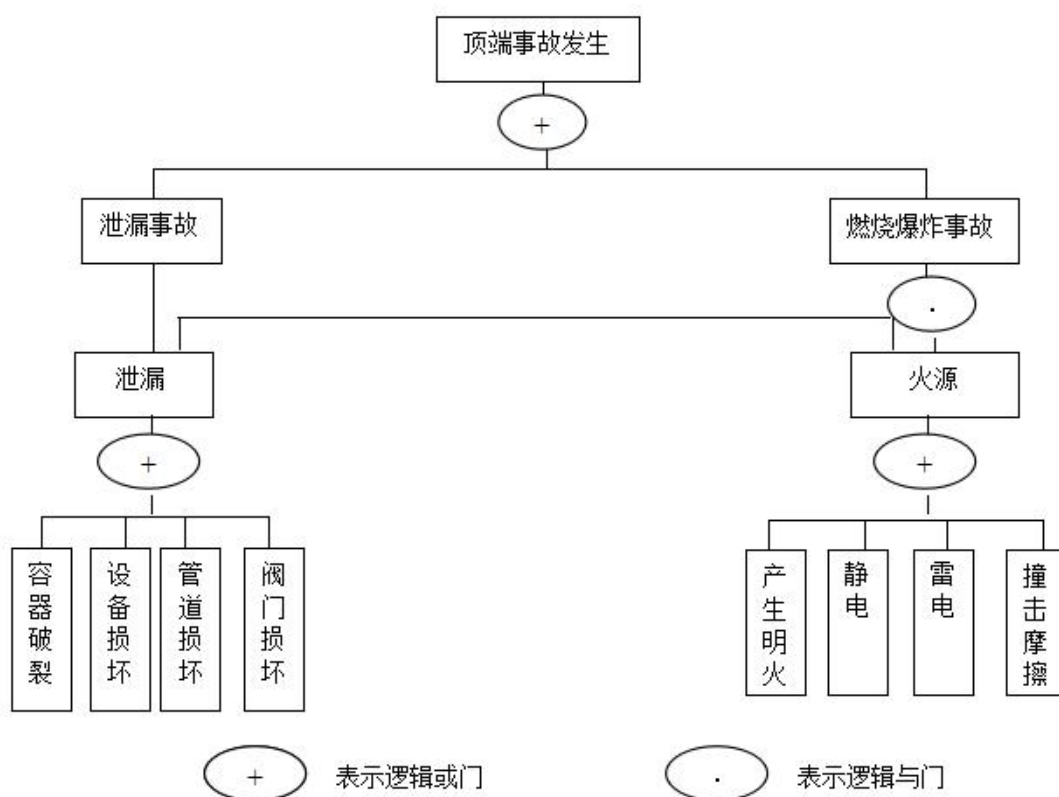 顶端事故发生
+
泄漏事故
燃烧爆炸事故
.
泄漏
火源
+
+
容器破裂
设备损坏
管道损坏
阀门损坏
产生明火
静电
雷电
撞击摩擦
+ 表示逻辑或门
. 表示逻辑与门